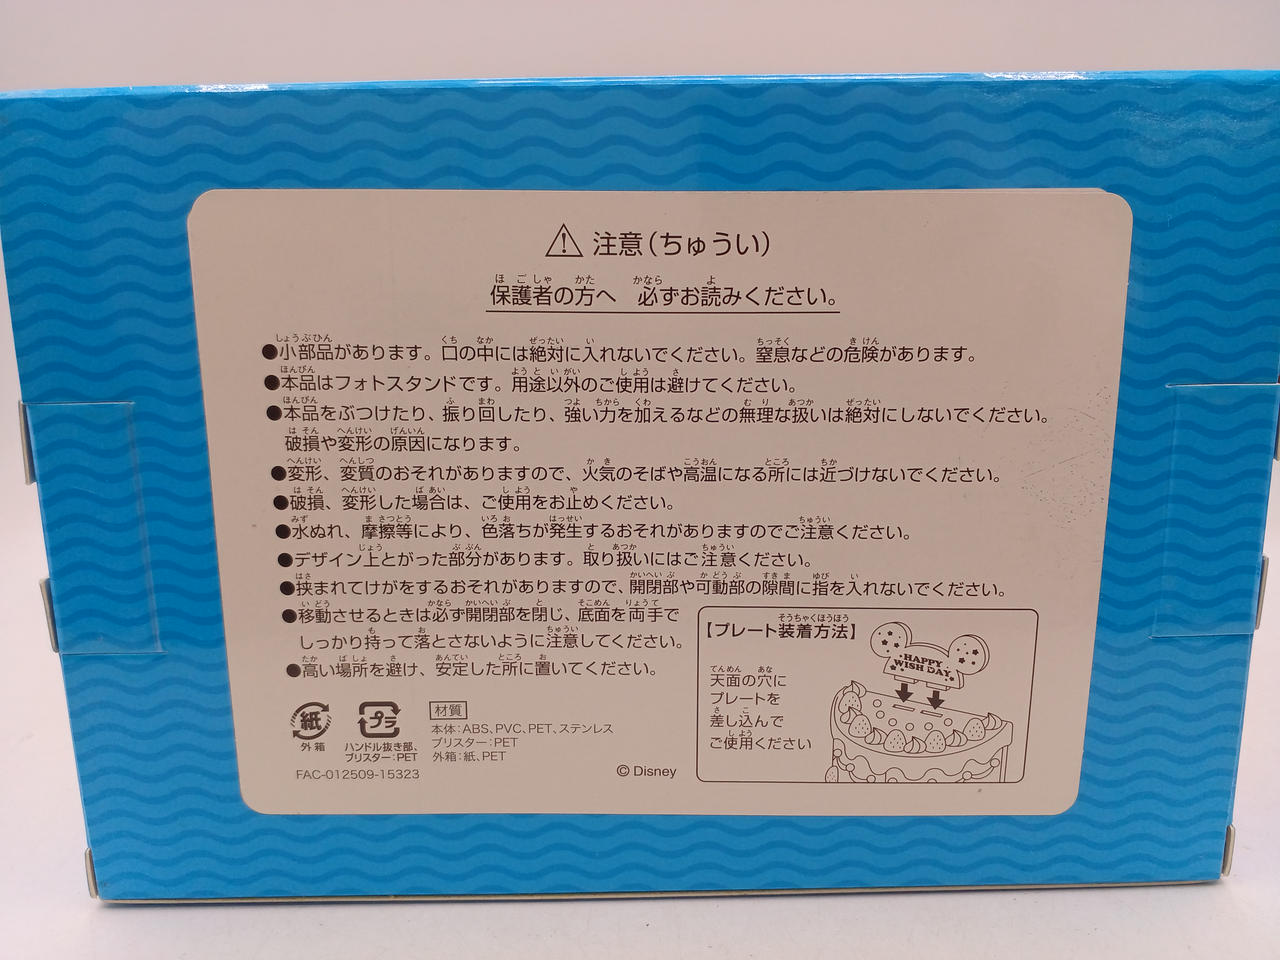 注意(ちゅうい)
保護者の方へ 必ずお読みください。
●小部品があります。口の中には絶対に入れないでください。窒息などの危険があります。
●本品はフォトスタンドです。用途以外のご使用は避けてください。
●本品をぶつけたり、振り回したり、強い力を加えるなどの無理な扱いは絶対にしないでください。
破損や変形の原因になります。
●変形、変質のおそれがありますので、火気のそばや高温になる所には近づけないでください。
●破損、変形した場合は、ご使用をお止めください。
●水ぬれ、摩擦等により、色落ちが発生するおそれがありますのでご注意ください。
●デザイン上とがった部分があります。取り扱いにはご注意ください。
●挟まれてけがをするおそれがありますので、開閉部や可動部の隙間に指を入れないでください。
●移動させるときは必ず開閉部を閉じ、底面を両手で
しっかり持って落とさないように注意してください。
●高い場所を避け、安定した所に置いてください。
紙
外箱
プラ
ハンドル抜き部、
ブリスター:PET
材質
本体:ABS、PVC、PET、ステンレス
ブリスター:PET
外箱:紙、PET
FAC-012509-15323
© Disney
【プレート装着方法】
天面の穴に
プレートを
差し込んで
ご使用ください
HAPPY
WISH DAY